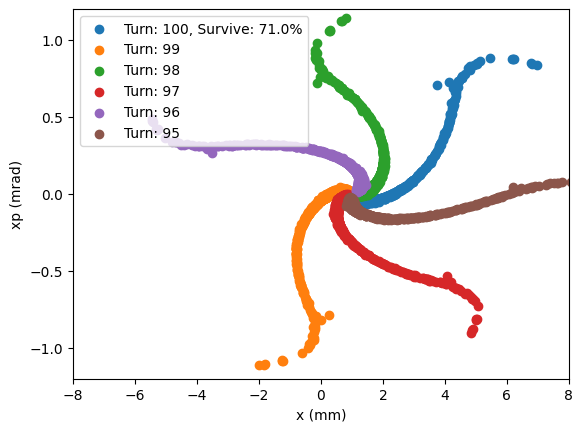 Turn: 100, Survive: 71.0%
Turn: 99
Turn: 98
Turn: 97
Turn: 96
Turn: 95
1.0
0.5
0.0
−0.5
−1.0
xp (mrad)
−8 −6 −4 −2 0 2 4 6 8
x (mm)